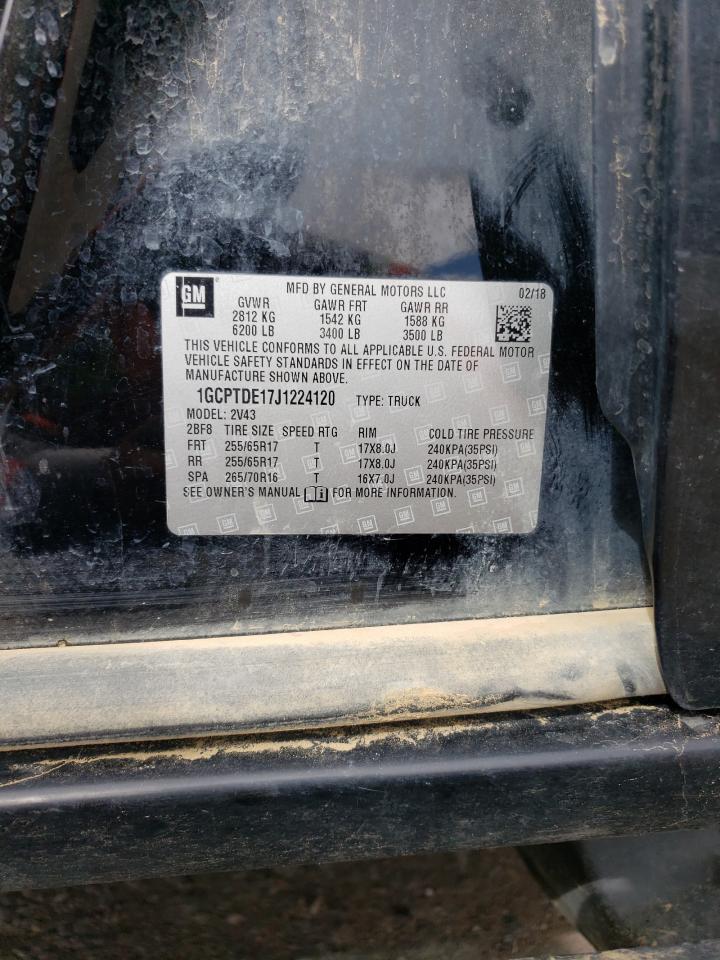 GM MFD BY GENERAL MOTORS LLC 02/18
GVWR GAWR FRT GAWR RR
2812 KG 1542 KG 1588 KG
6200 LB 3400 LB 3500 LB
THIS VEHICLE CONFORMS TO ALL APPLICABLE U.S. FEDERAL MOTOR
VEHICLE SAFETY STANDARDS IN EFFECT ON THE DATE OF
MANUFACTURE SHOWN ABOVE.
1GCPTDE17J1224120 TYPE: TRUCK
MODEL: 2V43
2BF8 TIRE SIZE SPEED RTG RIM COLD TIRE PRESSURE
FRT 255/65R17 T 17X8.0J 240KPA(35PSI)
RR 255/65R17 T 17X8.0J 240KPA(35PSI)
SPA 265/70R16 T 16X7.0J 240KPA(35PSI)
SEE OWNER'S MANUAL FOR MORE INFORMATION.